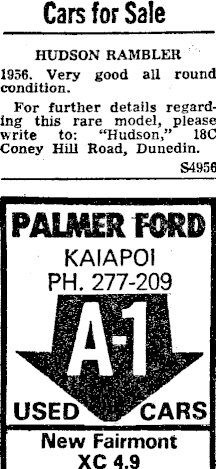 Cars for Sale
HUDSON RAMBLER
1956. Very good all round
condition.
For further details regard-
ing this rare model, please
write to: "Hudson," 18C
Coney Hill Road, Dunedin.
S4956
PALMER FORD
KAIAPOI
PH. 277-209
A-1
USED CARS
New Fairmont
XC 4.9